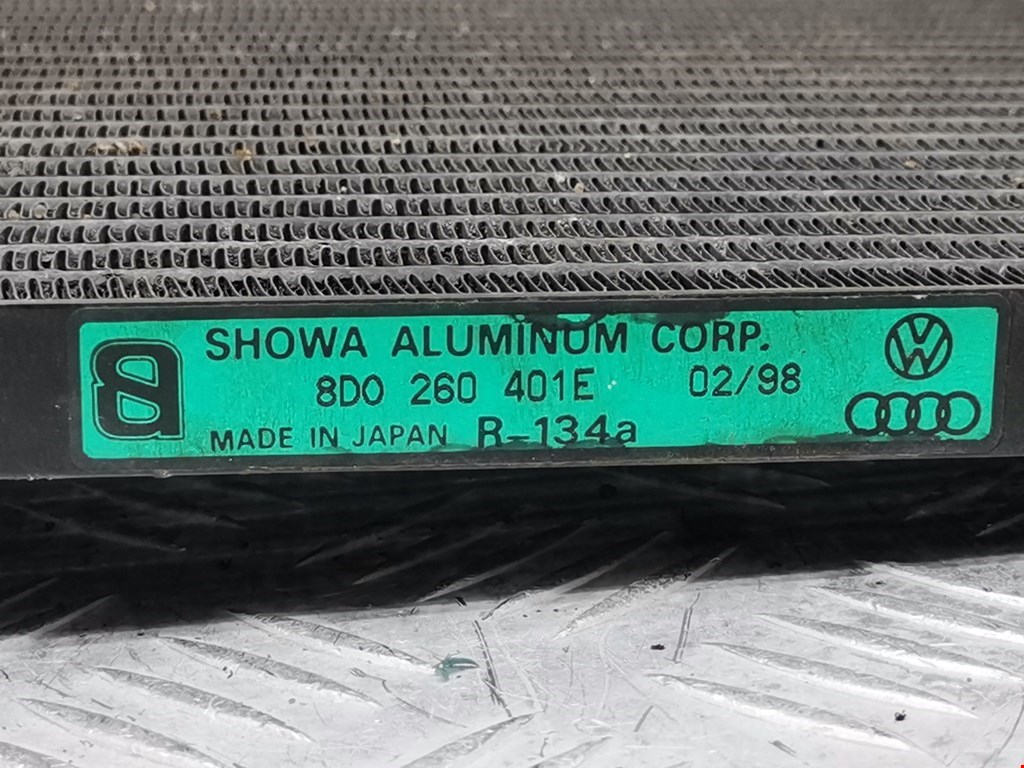 SHOWA ALUMINUM CORP.
8D0 260 401E 02/98
MADE IN JAPAN R-134a